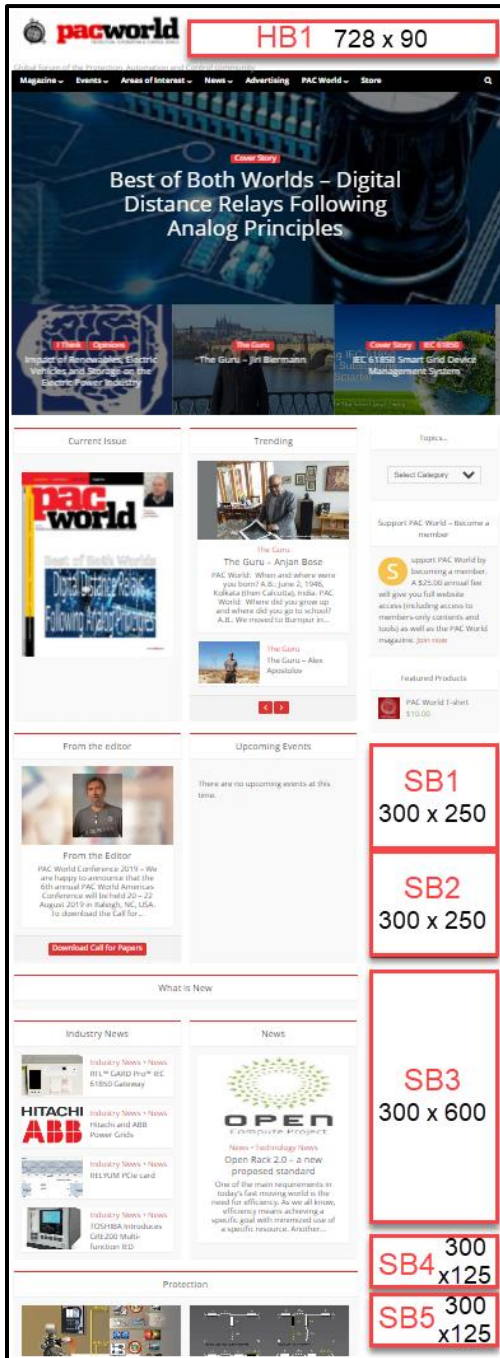 pacworld
HB1 728 x 90
Global forum of the Protection, Automation and Control community
Magazine Events Areas of Interest News Advertising PAC World Store
Cover Story
Best of Both Worlds – Digital
Distance Relays Following
Analog Principles
I Think Opinions
Impact of Renewables, Electric
Vehicles and Storage on the
Electric Power Industry
The Guru
The Guru – Jiri Biermann
Cover Story IEC 61850
IEC 61850 Smart Grid Device
Management System
Current Issue
pac
world
Best of Both Worlds
Digital Distance Relays
Following Analog Principles
Trending
The Guru
The Guru – Anjan Bose
PAC World: When and where were
you born? A.B.: June 2, 1946,
Kolkata (then Calcutta), India. PAC
World: Where did you grow up
and where did you go to school?
A.B.: We moved to Burnpur in...
The Guru
The Guru – Alex
Apostolov
Topics...
Select Category
Support PAC World – Become a
member
Support PAC World by
becoming a member.
A $25.00 annual fee
will give you full website
access (including access to
members-only contents and
tools) as well as the PAC World
magazine. Join now
Featured Products
PAC World T-shirt
$10.00
From the editor
From the Editor
PAC World Conference 2019 – We
are happy to announce that the
6th annual PAC World Americas
Conference will be held 20 – 22
August 2019 in Raleigh, NC, USA.
To download the Call for...
Download Call for Papers
Upcoming Events
There are no upcoming events at this
time.
SB1
300 x 250
SB2
300 x 250
What is New
Industry News
Industry News • News
RTL™ GARD Pro™ IEC
61850 Gateway
HITACHI
ABB
Industry News • News
Hitachi and ABB
Power Grids
Industry News • News
RELYUM PCIe card
Industry News • News
TOSHIBA Introduces
GRE200 Multi-
function IED
News
OPEN
Compute Project
News • Technology News
Open Rack 2.0 – a new
proposed standard
One of the main requirements in
today's fast moving world is the
need for efficiency. As we all know,
efficiency means achieving a
specific goal with minimized use of
a specific resource. Another...
SB3
300 x 600
SB4 300
x125
SB5 300
x125
Protection